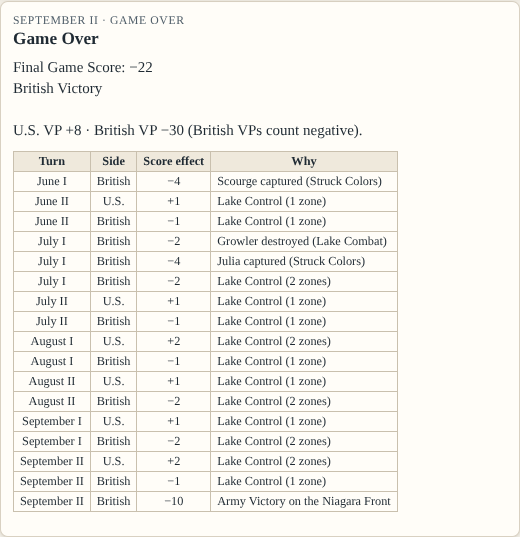 SEPTEMBER II · GAME OVER
Game Over
Final Game Score: −22
British Victory
U.S. VP +8 · British VP −30 (British VPs count negative).
Turn Side Score effect Why
June I British −4 Scourge captured (Struck Colors)
June II U.S. +1 Lake Control (1 zone)
June II British −1 Lake Control (1 zone)
July I British −2 Growler destroyed (Lake Combat)
July I British −4 Julia captured (Struck Colors)
July I British −2 Lake Control (2 zones)
July II U.S. +1 Lake Control (1 zone)
July II British −1 Lake Control (1 zone)
August I U.S. +2 Lake Control (2 zones)
August I British −1 Lake Control (1 zone)
August II U.S. +1 Lake Control (1 zone)
August II British −2 Lake Control (2 zones)
September I U.S. +1 Lake Control (1 zone)
September I British −2 Lake Control (2 zones)
September II U.S. +2 Lake Control (2 zones)
September II British −1 Lake Control (1 zone)
September II British −10 Army Victory on the Niagara Front